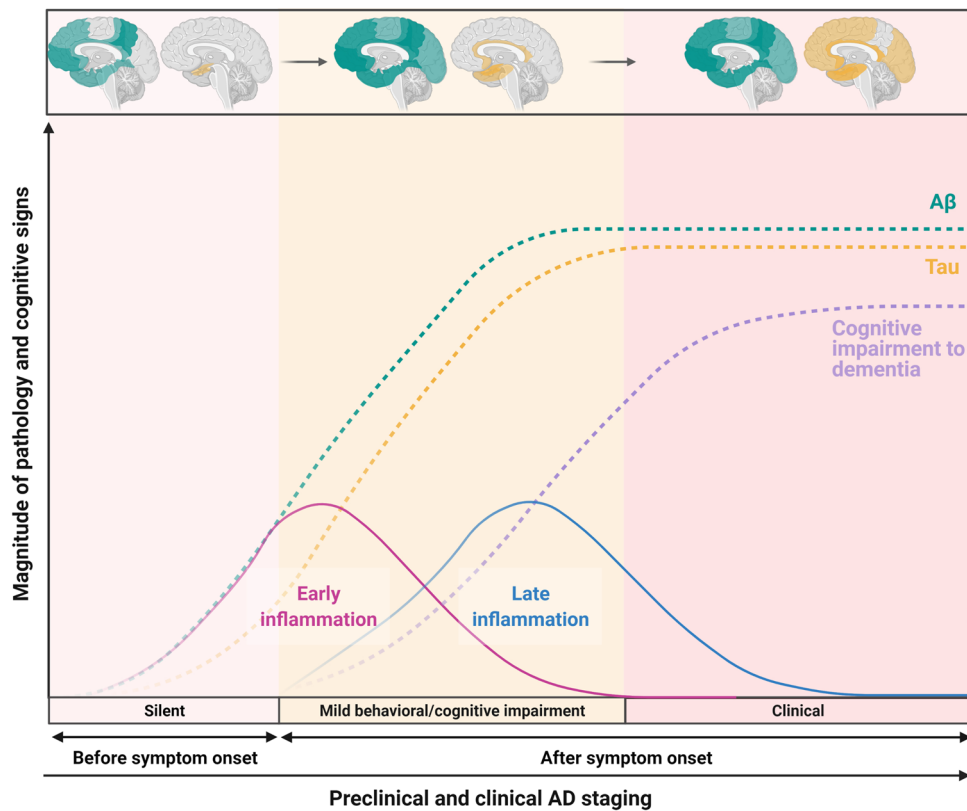 Magnitude of pathology and cognitive signs
Aβ
Tau
Cognitive
impairment to
dementia
Early
inflammation
Late
inflammation
Silent
Mild behavioral/cognitive impairment
Clinical
Before symptom onset
After symptom onset
Preclinical and clinical AD staging